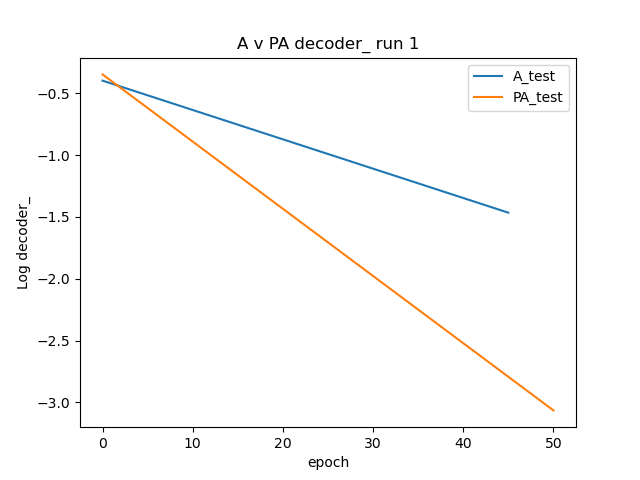 A v PA decoder_ run 1
A_test
PA_test
Log decoder_
−0.5
−1.0
−1.5
−2.0
−2.5
−3.0
0 10 20 30 40 50
epoch